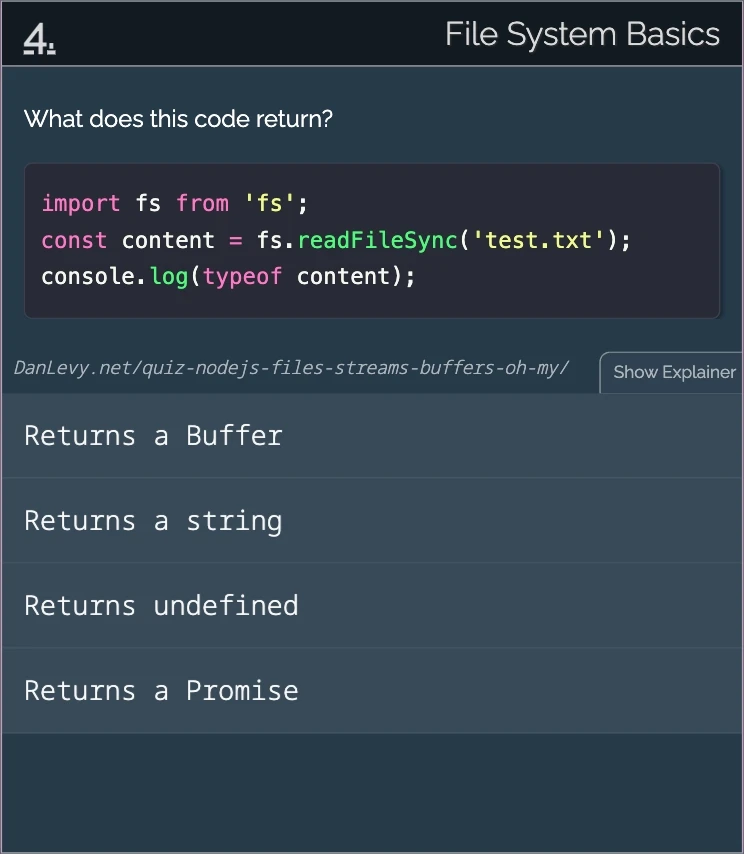 4.
File System Basics
What does this code return?
import fs from 'fs';
const content = fs.readFileSync('test.txt');
console.log(typeof content);
DanLevy.net/quiz-nodejs-files-streams-buffers-oh-my/
Show Explainer
Returns a Buffer
Returns a string
Returns undefined
Returns a Promise